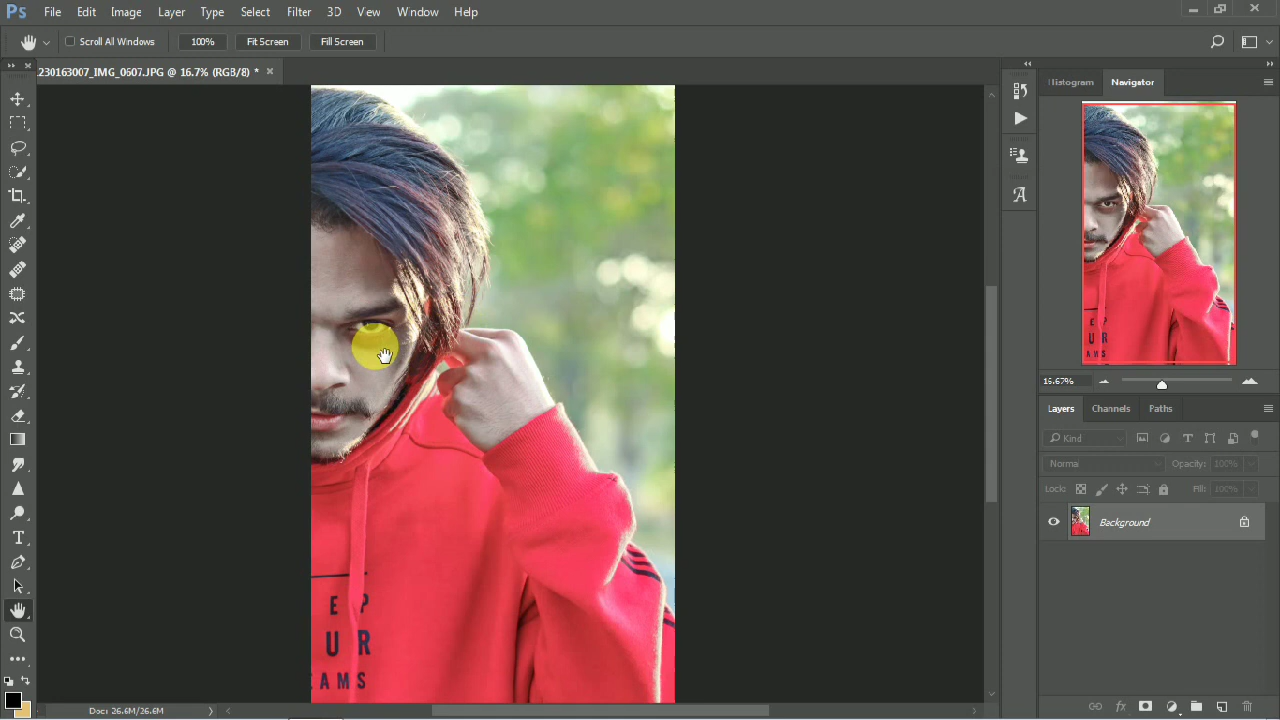 Ps File Edit Image Layer Type Select Filter 3D View Window Help
Scroll All Windows 100% Fit Screen Fill Screen
230163007_IMG_0607.JPG @ 16.7% (RGB/8) *
Histogram Navigator
16.67%
Layers Channels Paths
Kind
Normal Opacity: 100%
Lock: Fill: 100%
Background
E P
U R
EAMS
Doc: 26.6M/26.6M